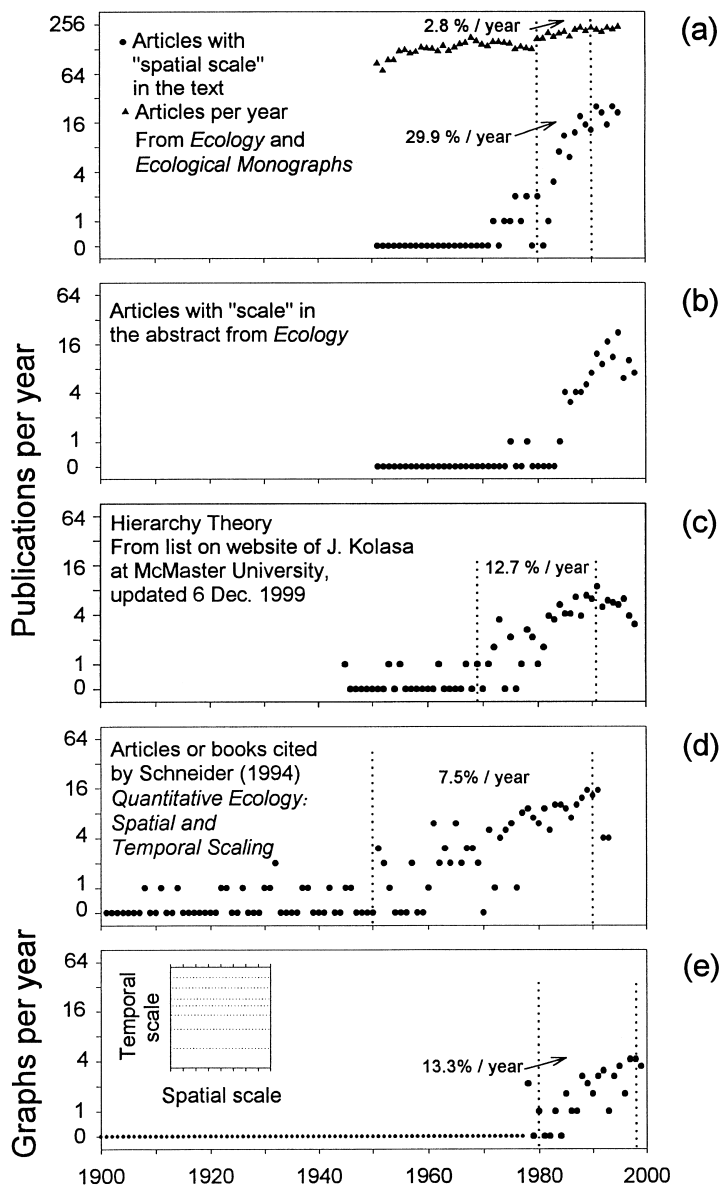 (a)
256
64
16
4
1
0
Articles with
"spatial scale"
in the text
Articles per year
From Ecology and
Ecological Monographs
2.8 % / year
29.9 % / year
Publications per year
(b)
64
16
4
1
0
Articles with "scale" in
the abstract from Ecology
(c)
64
16
4
1
0
Hierarchy Theory
From list on website of J. Kolasa
at McMaster University,
updated 6 Dec. 1999
12.7 % / year
(d)
64
16
4
1
0
Articles or books cited
by Schneider (1994)
Quantitative Ecology:
Spatial and
Temporal Scaling
7.5% / year
Graphs per year
(e)
64
16
4
1
0
Temporal
scale
Spatial scale
13.3% / year
1900
1920
1940
1960
1980
2000